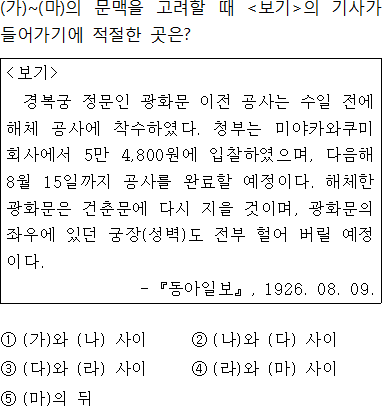 (가)~(마)의 문맥을 고려할 때 <보기>의 기사가
들어가기에 적절한 곳은?
<보기>
경복궁 정문인 광화문 이전 공사는 수일 전에
해체 공사에 착수하였다. 청부는 미야카와쿠미
회사에서 5만 4,800원에 입찰하였으며, 다음해
8월 15일까지 공사를 완료할 예정이다. 해체한
광화문은 건춘문에 다시 지을 것이며, 광화문의
좌우에 있던 궁장(성벽)도 전부 헐어 버릴 예정
이다.
- 『동아일보』, 1926. 08. 09.
① (가)와 (나) 사이 ② (나)와 (다) 사이
③ (다)와 (라) 사이 ④ (라)와 (마) 사이
⑤ (마)의 뒤